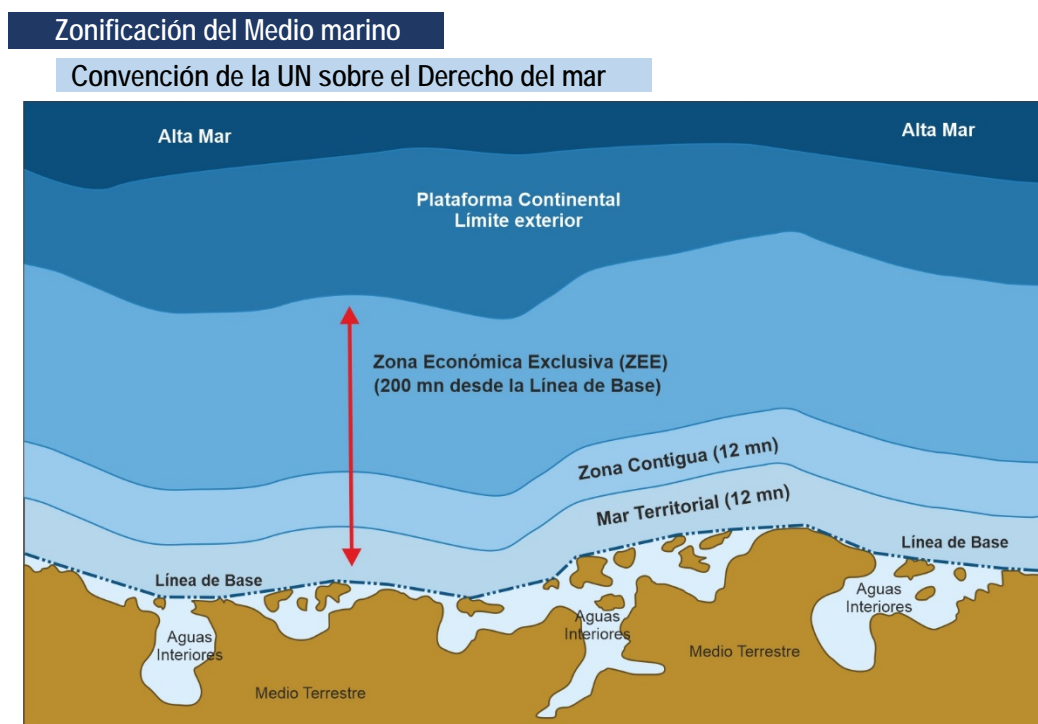 Zonificación del Medio marino
Convención de la UN sobre el Derecho del mar
Alta Mar
Alta Mar
Plataforma Continental
Límite exterior
Zona Económica Exclusiva (ZEE)
(200 mn desde la Línea de Base)
Zona Contigua (12 mn)
Mar Territorial (12 mn)
Línea de Base
Línea de Base
Aguas
Interiores
Aguas
Interiores
Aguas
Interiores
Medio Terrestre
Medio Terrestre